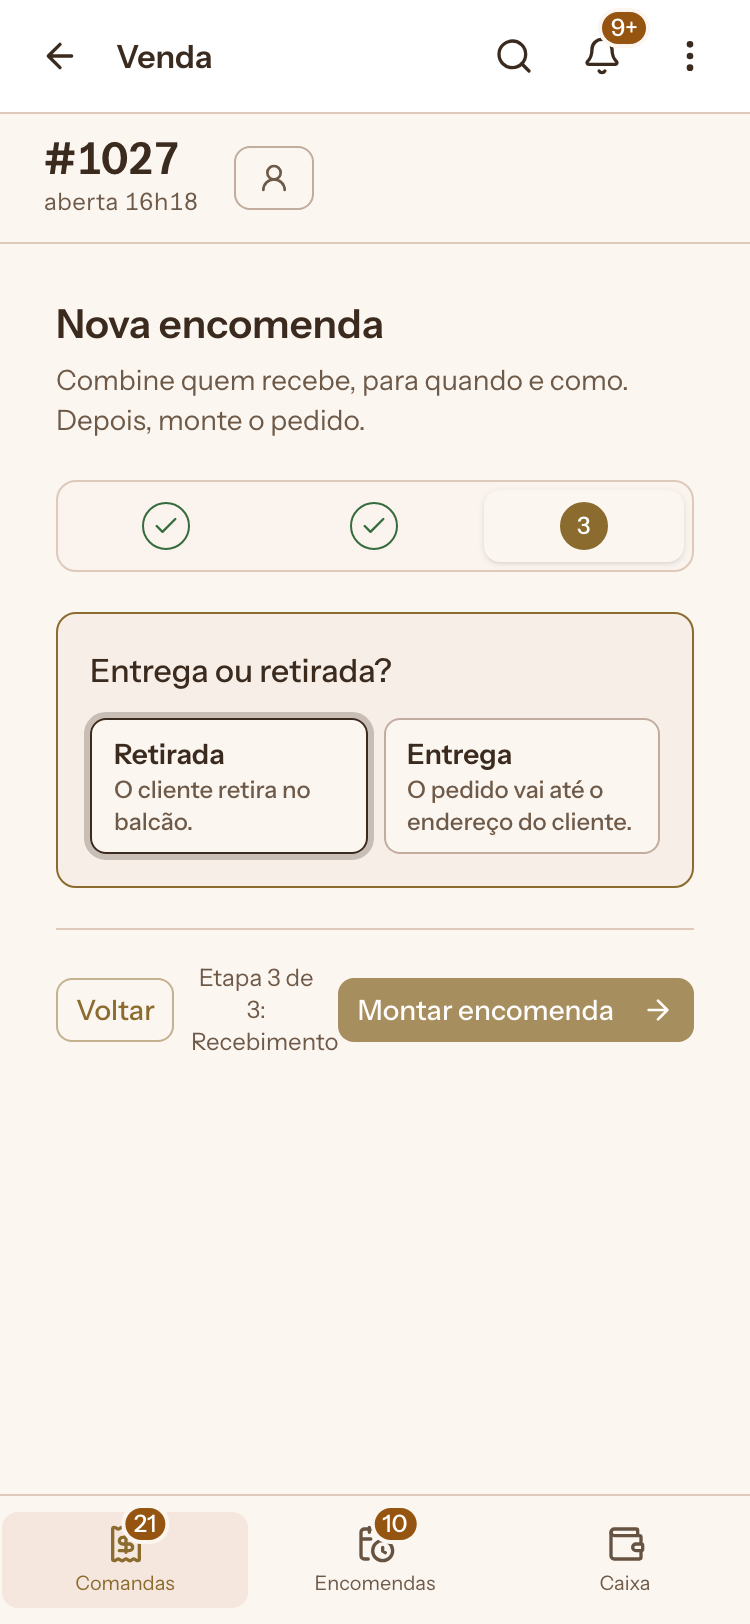 Venda
9+
#1027
aberta 16h18
Nova encomenda
Combine quem recebe, para quando e como.
Depois, monte o pedido.
3
Entrega ou retirada?
Retirada
O cliente retira no
balcão.
Entrega
O pedido vai até o
endereço do cliente.
Voltar
Etapa 3 de
3:
Recebimento
Montar encomenda
21
Comandas
10
Encomendas
Caixa